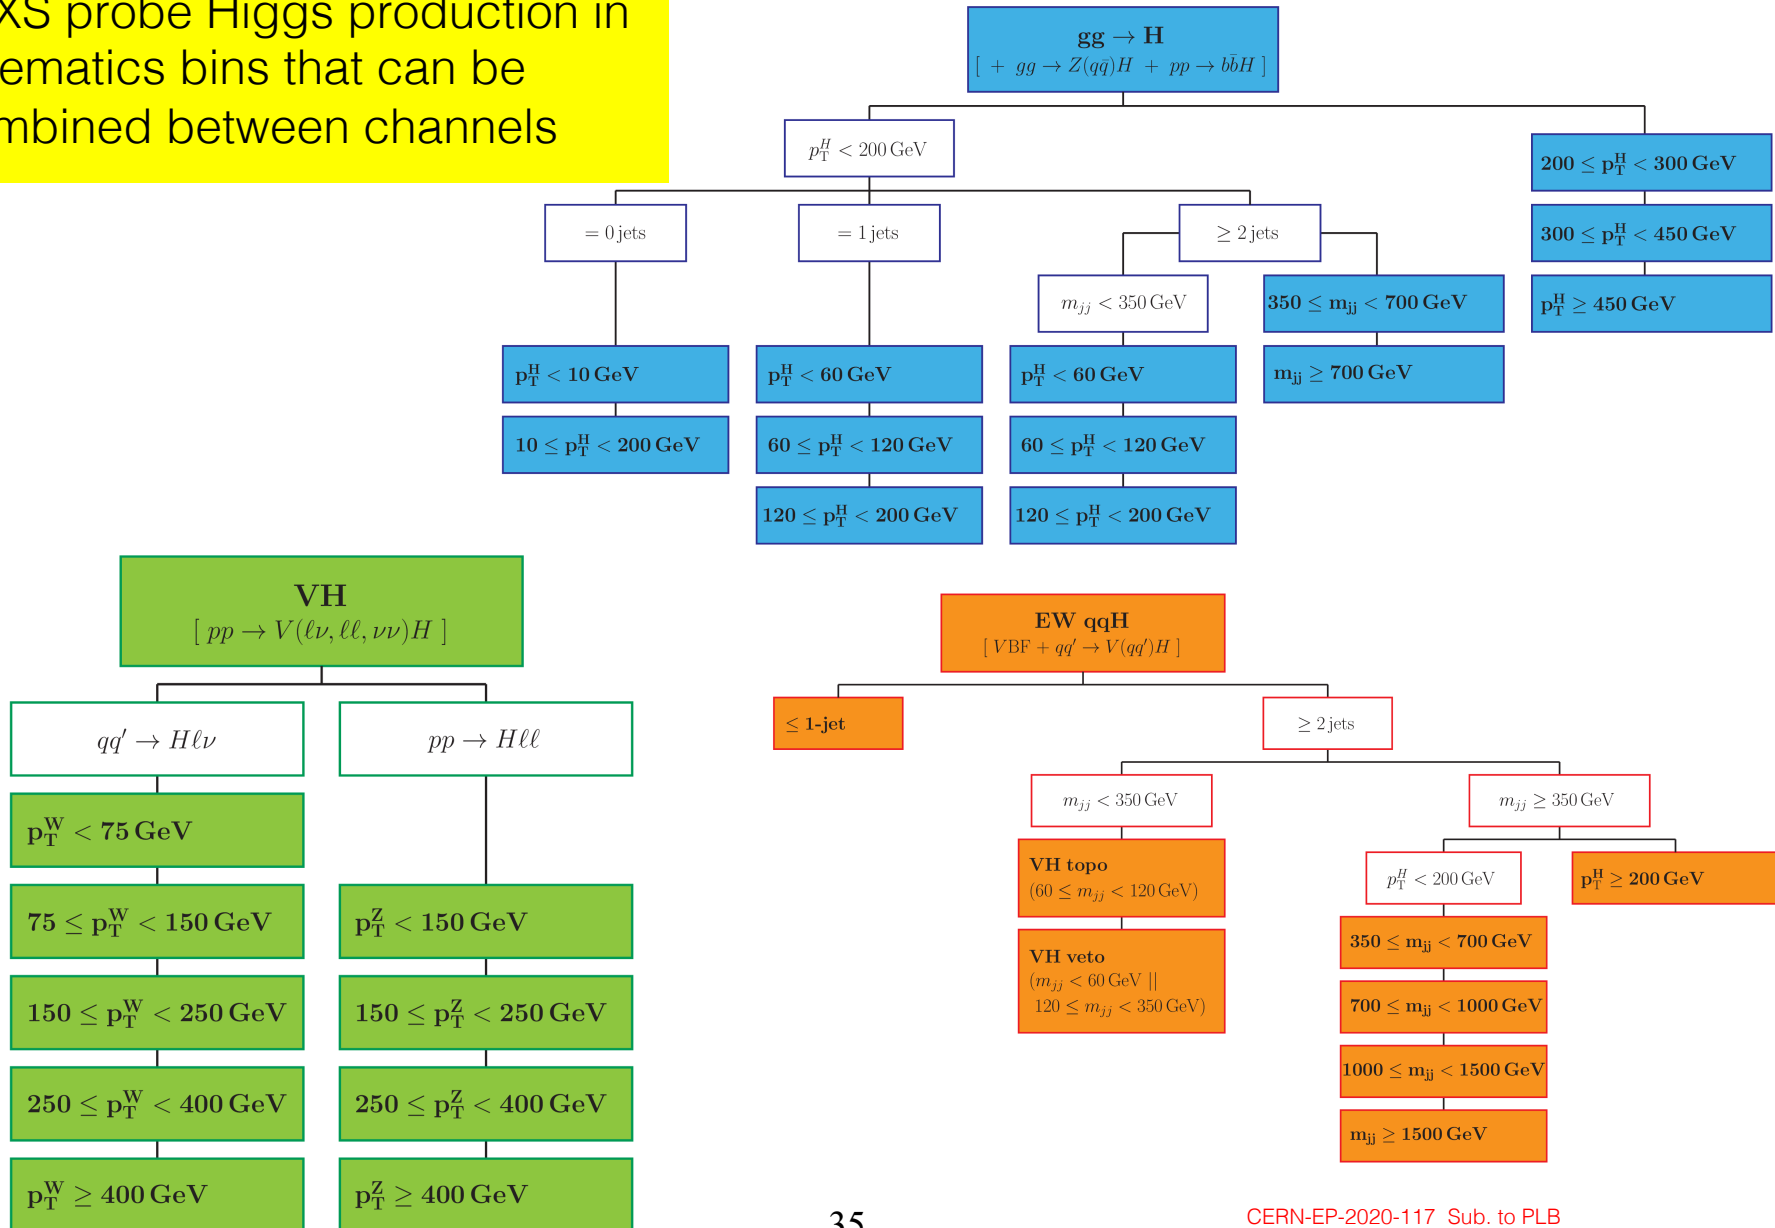 XS probe Higgs production in
ematics bins that can be
mbined between channels
gg → H
[ + gg → Z(qq̄)H + pp → bb̄H ]
p_T^H < 200 GeV
200 ≤ p_T^H < 300 GeV
300 ≤ p_T^H < 450 GeV
p_T^H ≥ 450 GeV
= 0 jets
= 1 jets
≥ 2 jets
m_jj < 350 GeV
350 ≤ m_jj < 700 GeV
m_jj ≥ 700 GeV
p_T^H < 10 GeV
10 ≤ p_T^H < 200 GeV
p_T^H < 60 GeV
60 ≤ p_T^H < 120 GeV
120 ≤ p_T^H < 200 GeV
p_T^H < 60 GeV
60 ≤ p_T^H < 120 GeV
120 ≤ p_T^H < 200 GeV
VH
[ pp → V(ℓν, ℓℓ, νν)H ]
qq′ → Hℓν
p_T^W < 75 GeV
75 ≤ p_T^W < 150 GeV
150 ≤ p_T^W < 250 GeV
250 ≤ p_T^W < 400 GeV
p_T^W ≥ 400 GeV
pp → Hℓℓ
p_T^Z < 150 GeV
150 ≤ p_T^Z < 250 GeV
250 ≤ p_T^Z < 400 GeV
p_T^Z ≥ 400 GeV
EW qqH
[ VBF + qq′ → V(qq′)H ]
≤ 1-jet
≥ 2 jets
m_jj < 350 GeV
VH topo
(60 ≤ m_jj < 120 GeV)
VH veto
(m_jj < 60 GeV ||
120 ≤ m_jj < 350 GeV)
m_jj ≥ 350 GeV
p_T^H < 200 GeV
p_T^H ≥ 200 GeV
350 ≤ m_jj < 700 GeV
700 ≤ m_jj < 1000 GeV
1000 ≤ m_jj < 1500 GeV
m_jj ≥ 1500 GeV
35
CERN-EP-2020-117 Sub. to PLB